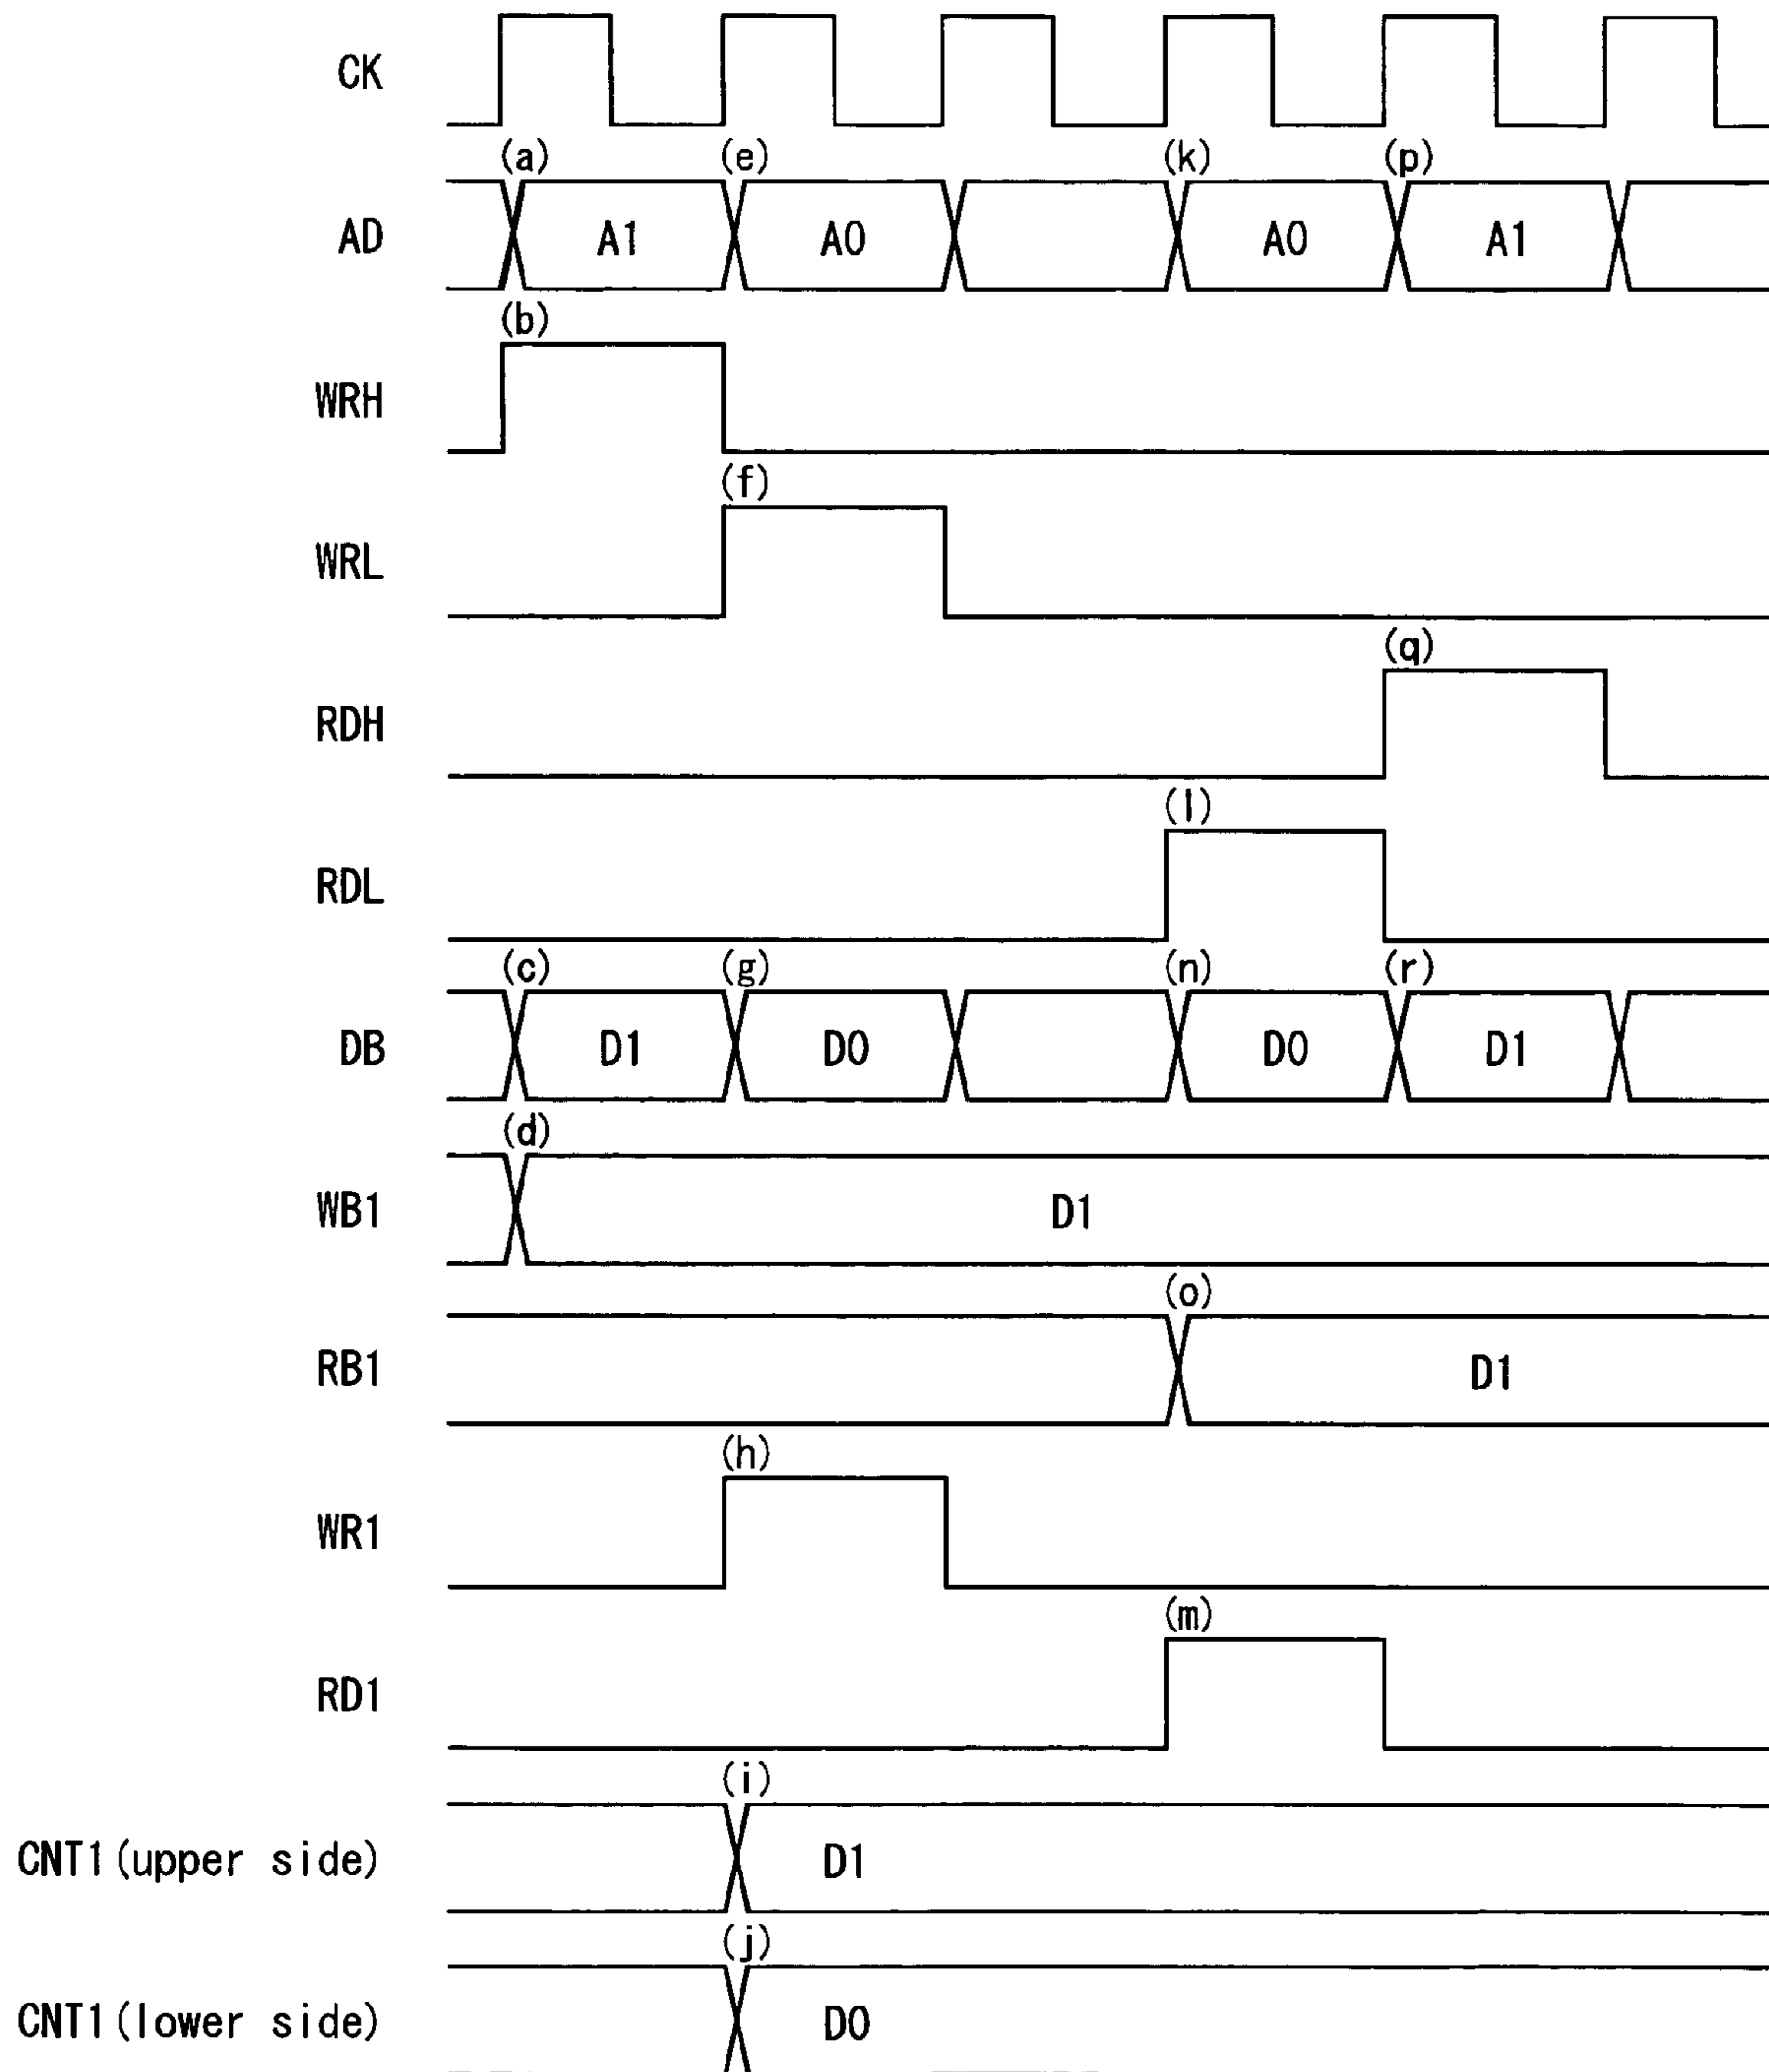 CK
(a) (e) (k) (p)
AD A1 A0 A0 A1
(b)
WRH
(f)
WRL
(q)
RDH
(l)
RDL
(c) (g) (n) (r)
DB D1 D0 D0 D1
(d)
WB1 D1
(o)
RB1 D1
(h)
WR1
(m)
RD1
(i)
CNT1(upper side) D1
(j)
CNT1(lower side) D0